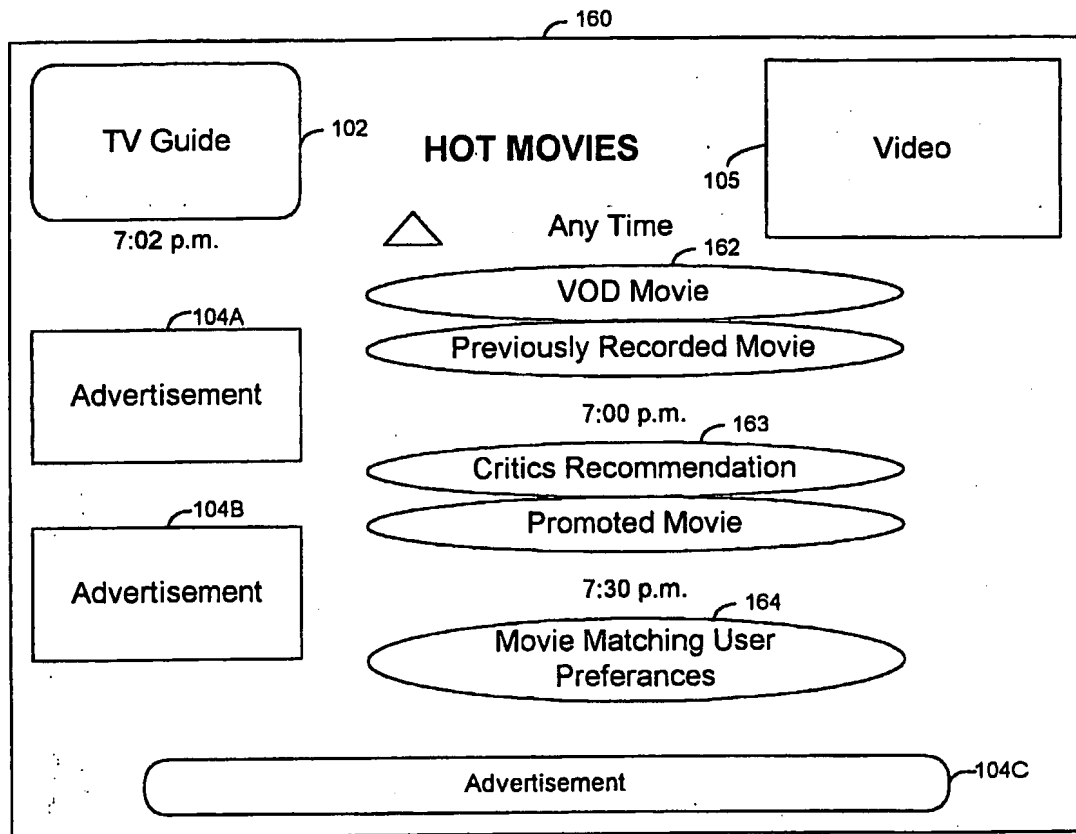 160
TV Guide
102
HOT MOVIES
105
Video
7:02 p.m.
Any Time
162
VOD Movie
Previously Recorded Movie
104A
Advertisement
7:00 p.m.
163
Critics Recommendation
Promoted Movie
104B
Advertisement
7:30 p.m.
164
Movie Matching User
Preferances
Advertisement
104C